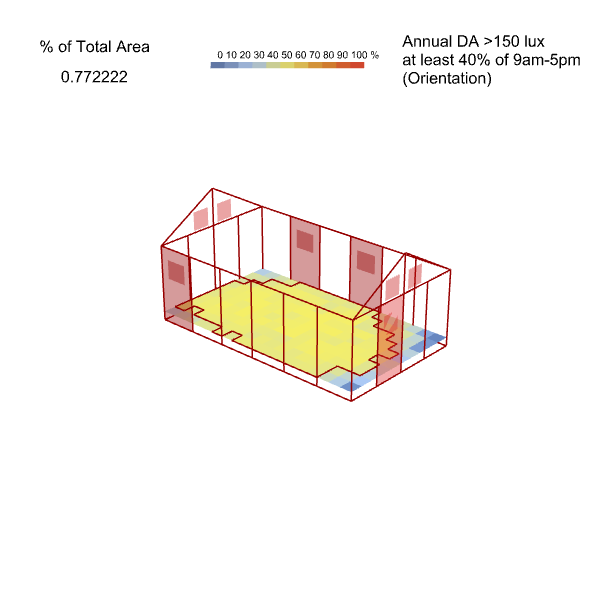 % of Total Area
0.772222
0 10 20 30 40 50 60 70 80 90 100 %
Annual DA >150 lux
at least 40% of 9am-5pm
(Orientation)